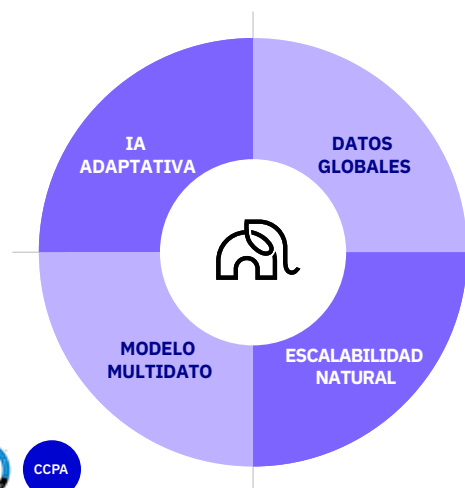 IA
ADAPTATIVA
DATOS
GLOBALES
MODELO
MULTIDATO
ESCALABILIDAD
NATURAL
CCPA